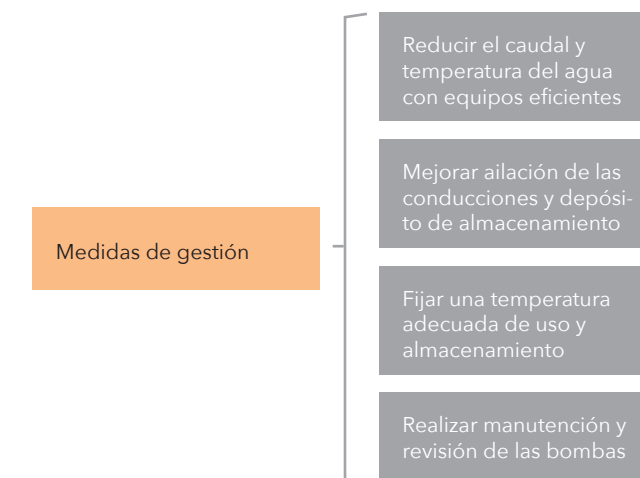 Reducir el caudal y
temperatura del agua
con equipos eficientes
Mejorar ailación de las
conducciones y depósi-
to de almacenamiento
Medidas de gestión
Fijar una temperatura
adecuada de uso y
almacenamiento
Realizar manutención y
revisión de las bombas